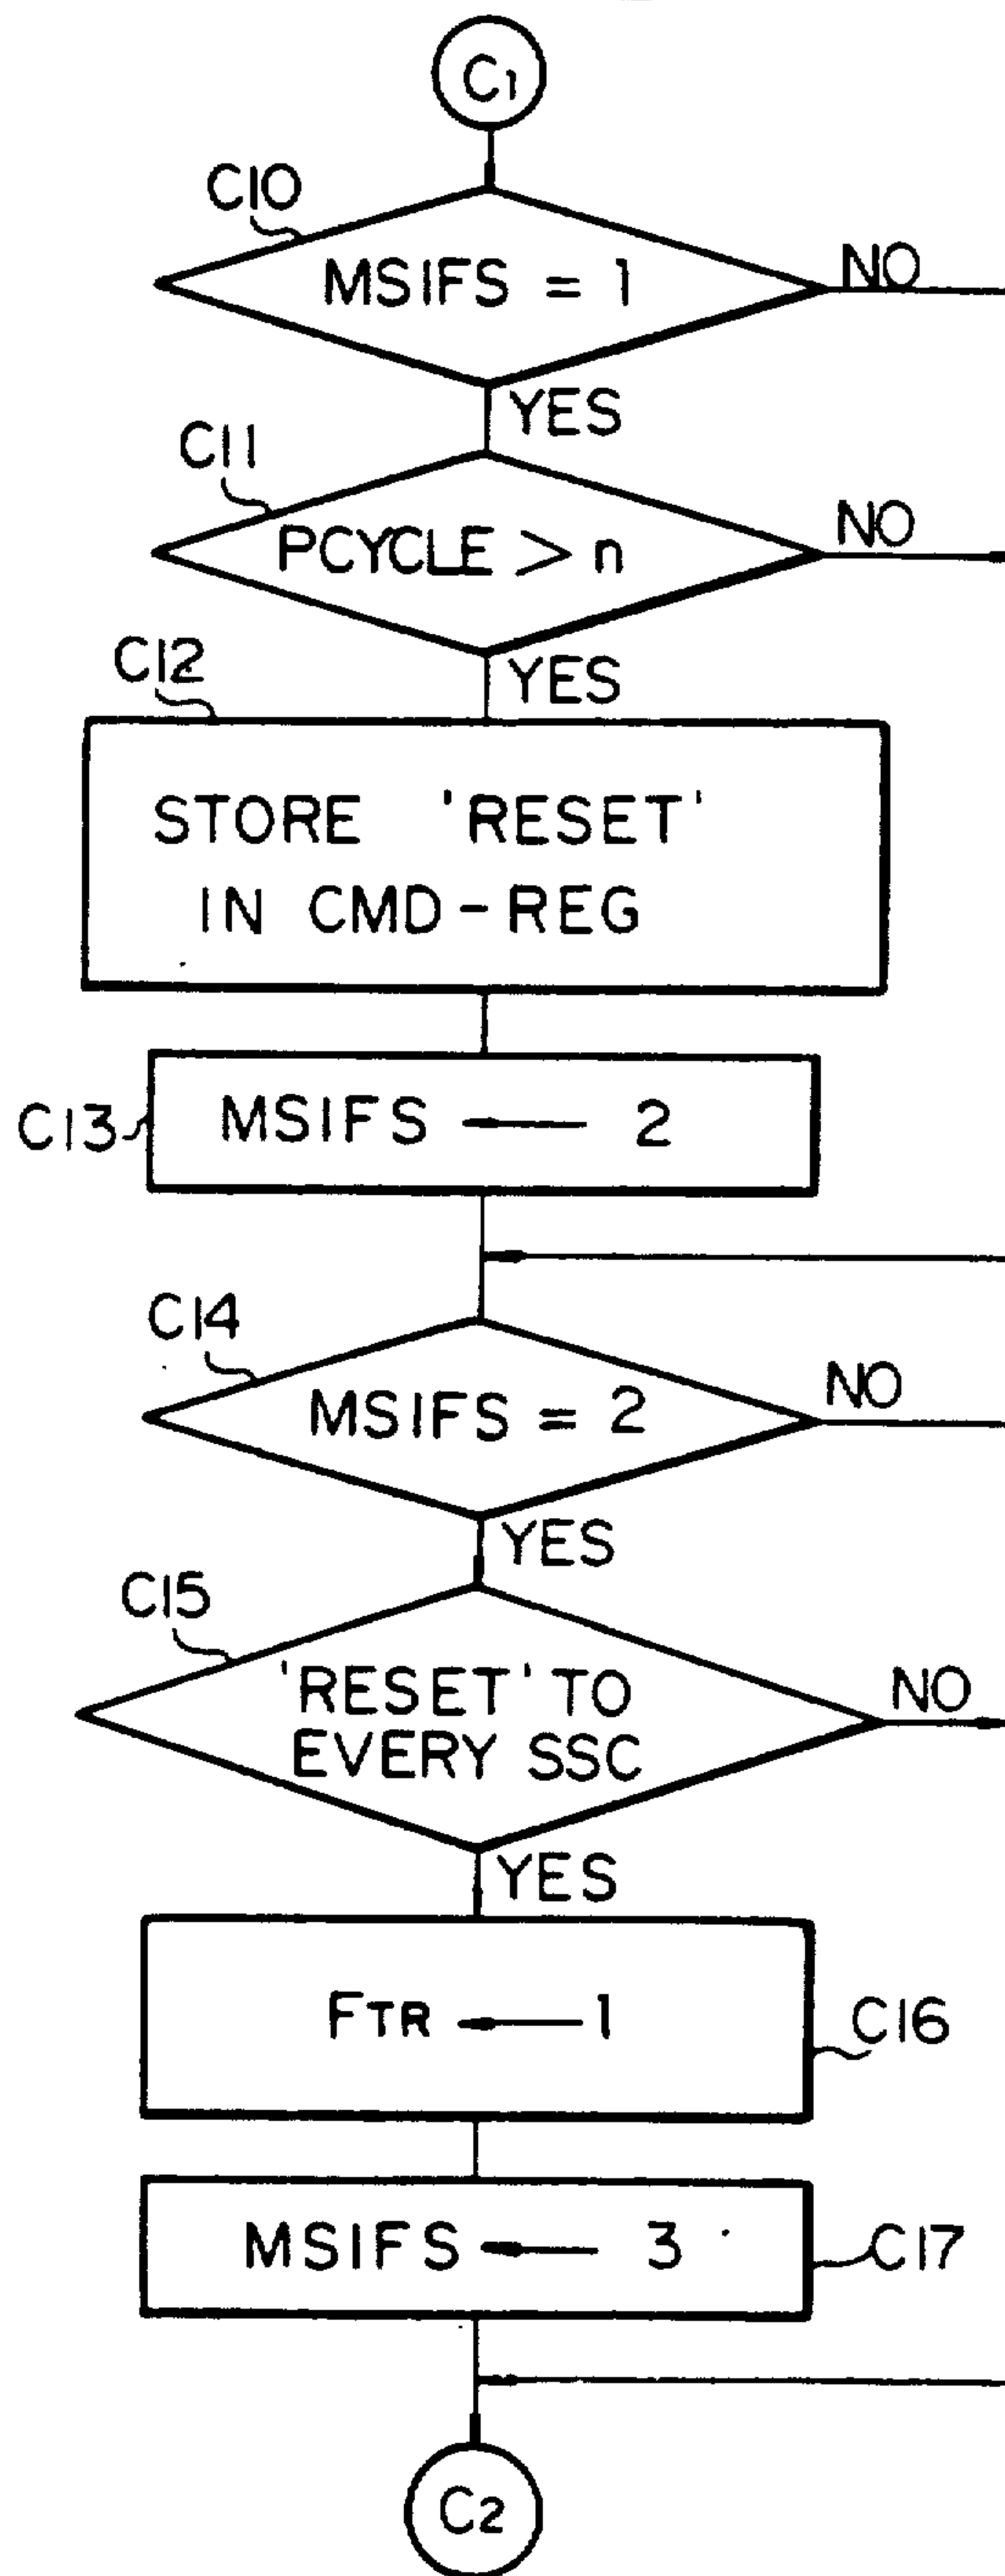 C1
C10
MSIFS = 1
NO
YES
C11
PCYCLE > n
NO
YES
C12
STORE 'RESET'
IN CMD-REG
C13
MSIFS ← 2
C14
MSIFS = 2
NO
YES
C15
'RESET' TO
EVERY SSC
NO
YES
FTR ← 1
C16
MSIFS ← 3
C17
C2